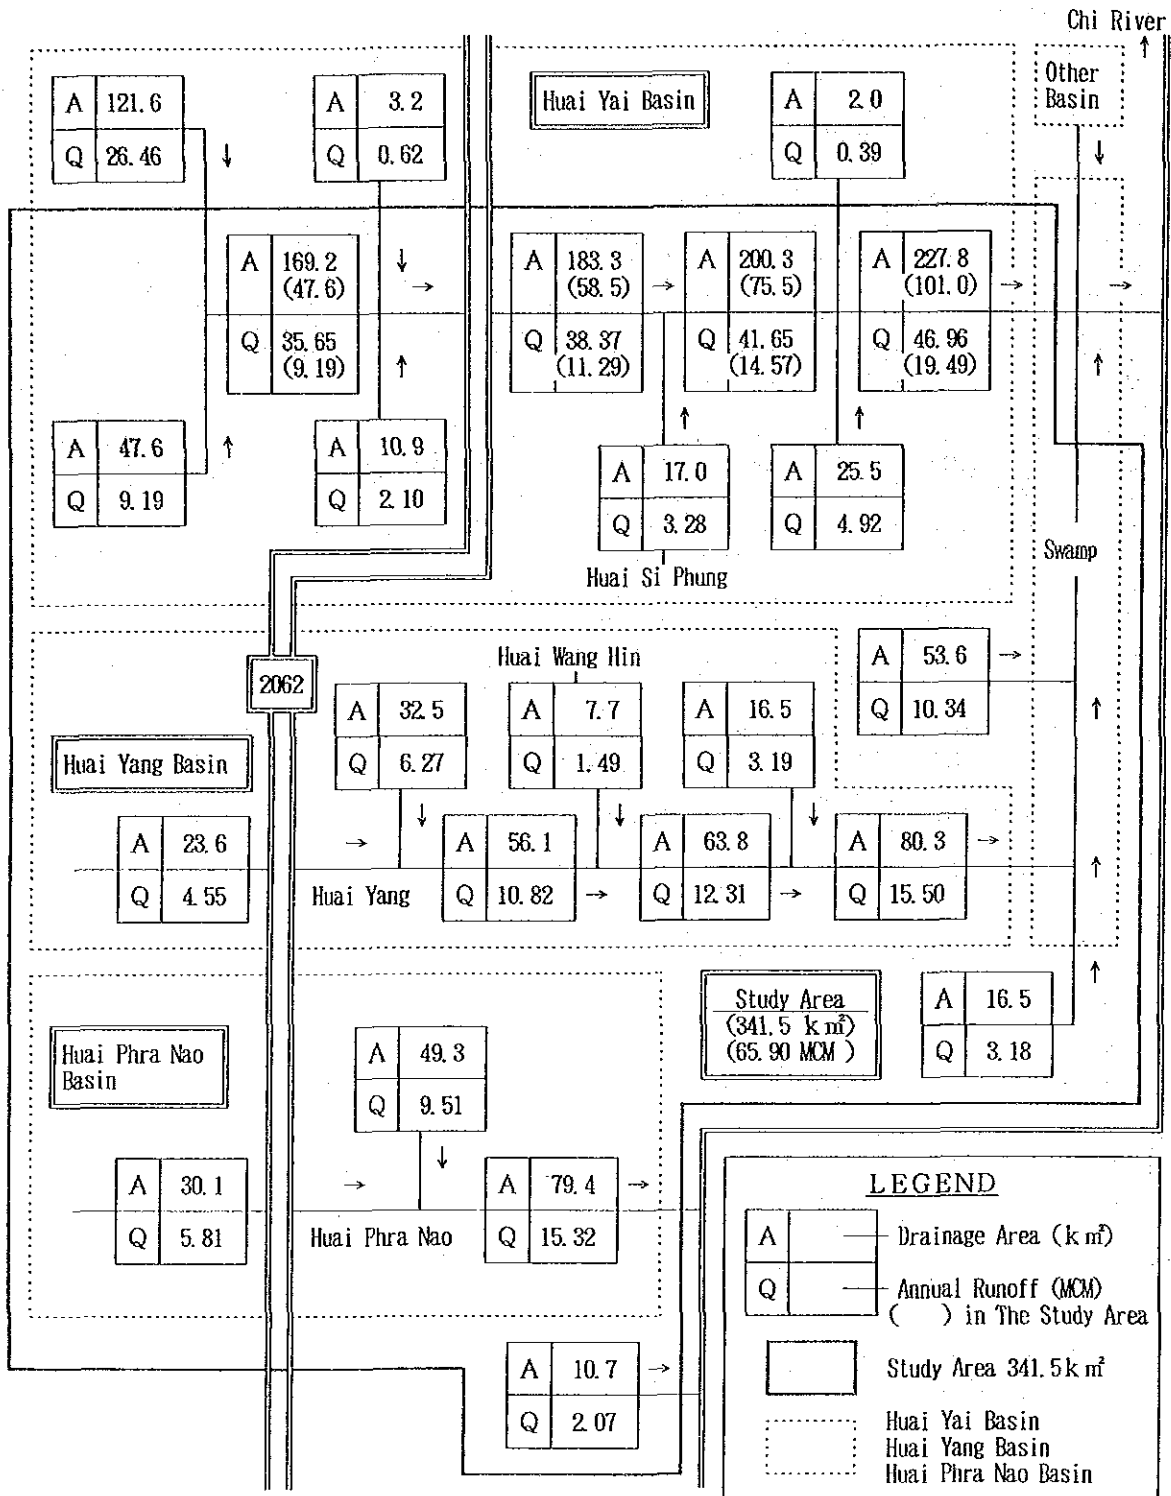 Chi River
↑
Other
Basin
Huai Yai Basin
A 121.6
Q 26.46
↓
A 3.2
Q 0.62
A 2.0
Q 0.39
↓
A 169.2
(47.6)
Q 35.65
(9.19)
↓
→
↑
A 183.3
(58.5)
Q 38.37
(11.29)
→
A 200.3
(75.5)
Q 41.65
(14.57)
A 227.8
(101.0)
Q 46.96
(19.49)
→
→
↑
A 47.6
Q 9.19
↑
A 10.9
Q 2.10
↑
A 17.0
Q 3.28
Huai Si Phung
↑
A 25.5
Q 4.92
Swamp
2062
Huai Yang Basin
Huai Wang Hin
A 32.5
Q 6.27
↓
A 7.7
Q 1.49
↓
A 16.5
Q 3.19
↓
A 53.6
Q 10.34
→
↑
A 23.6
Q 4.55
→
Huai Yang
A 56.1
Q 10.82
→
A 63.8
Q 12.31
→
A 80.3
Q 15.50
→
↑
Huai Phra Nao
Basin
A 49.3
Q 9.51
↓
Study Area
(341.5 k㎡)
(65.90 MCM )
A 16.5
Q 3.18
↑
A 30.1
Q 5.81
→
Huai Phra Nao
A 79.4
Q 15.32
→
A 10.7
Q 2.07
→
LEGEND
A Drainage Area (k㎡)
Q Annual Runoff (MCM)
( ) in The Study Area
Study Area 341.5k㎡
Huai Yai Basin
Huai Yang Basin
Huai Phra Nao Basin